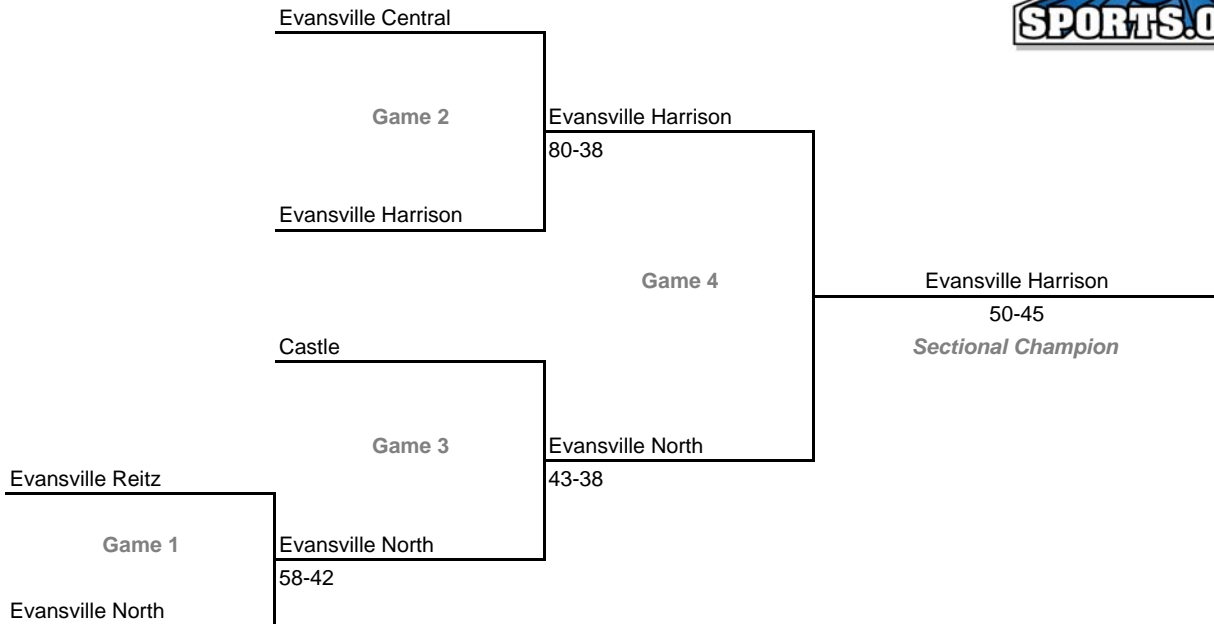 Evansville Central
SPORTS.O
Game 2
Evansville Harrison
80-38
Evansville Harrison
Game 4
Evansville Harrison
50-45
Sectional Champion
Castle
Game 3
Evansville North
43-38
Evansville Reitz
Game 1
Evansville North
58-42
Evansville North